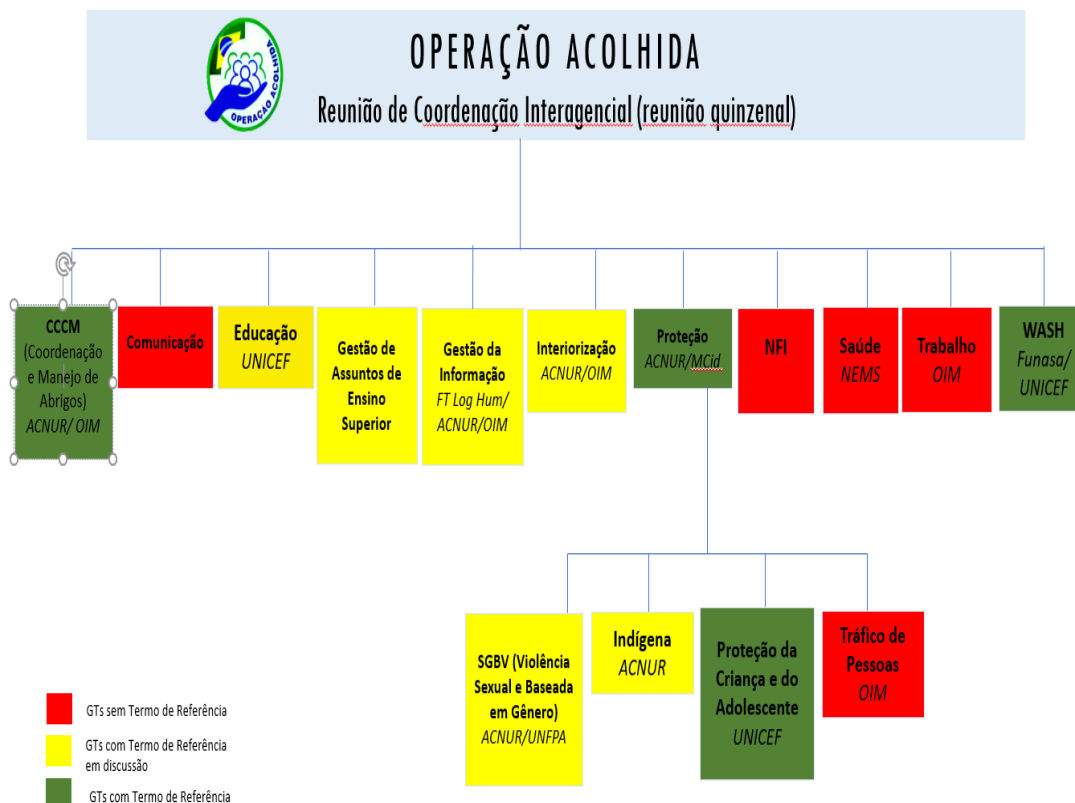 OPERAÇÃO ACOLHIDA
Reunião de Coordenação Interagencial (reunião quinzenal)
OPERAÇÃO ACOLHIDA
CCCM
(Coordenação
e Manejo de
Abrigos)
ACNUR/ OIM
Comunicação
Educação
UNICEF
Gestão de
Assuntos de
Ensino
Superior
Gestão da
Informação
FT Log Hum/
ACNUR/OIM
Interiorização
ACNUR/OIM
Proteção
ACNUR/MCid
NFI
Saúde
NEMS
Trabalho
OIM
WASH
Funasa/
UNICEF
SGBV (Violência
Sexual e Baseada
em Gênero)
ACNUR/UNFPA
Indígena
ACNUR
Proteção da
Criança e do
Adolescente
UNICEF
Tráfico de
Pessoas
OIM
GTs sem Termo de Referência
GTs com Termo de Referência
em discussão
GTs com Termo de Referência